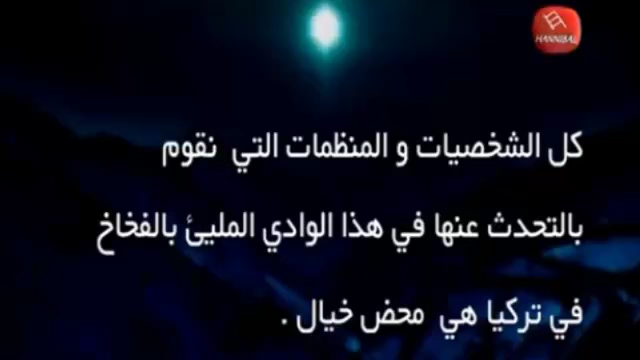 HANNIBAL
كل الشخصيات و المنظمات التي نقوم
بالتحدث عنها في هذا الوادي المليئ بالفخاخ
في تركيا هي محض خيال .